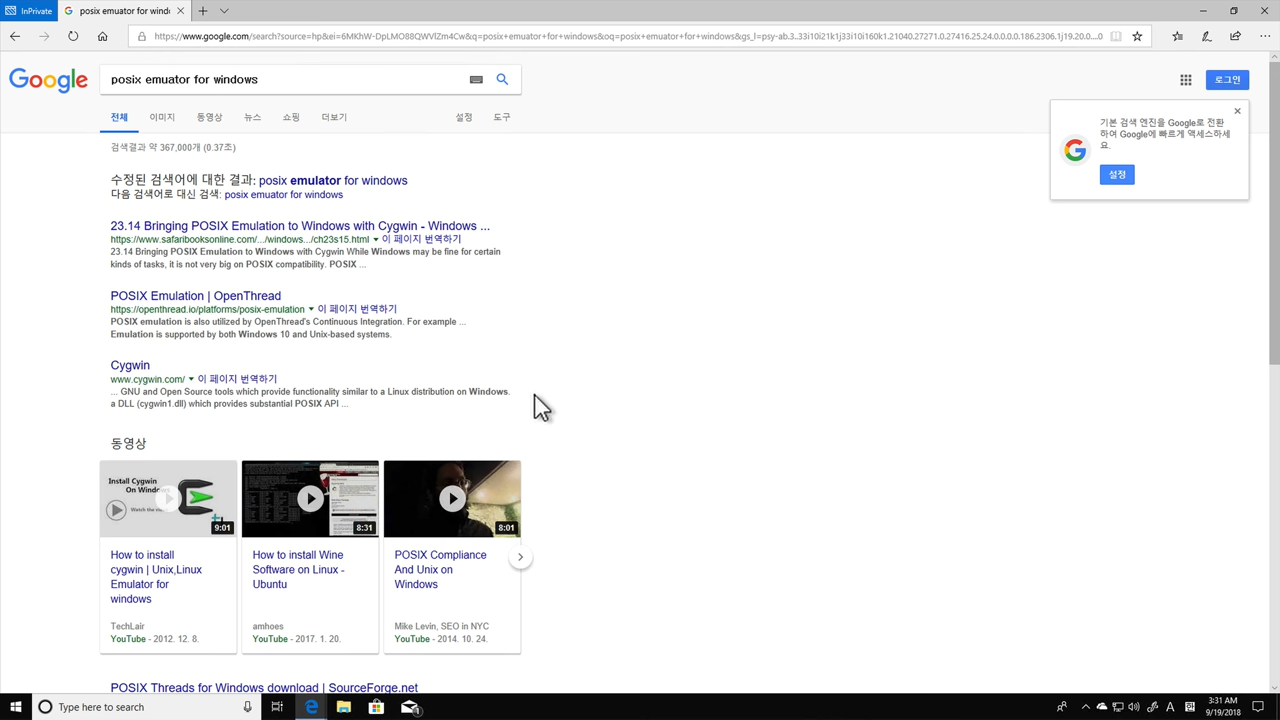 InPrivate
posix emuator for windo
https://www.google.com/search?source=hp&ei=6MKhW-DpLMO88QWVlZm4Cw&q=posix+emuator+for+windows&oq=posix+emuator+for+windows&gs_l=psy-ab.3..33i10i21k1j33i10i160k1.21040.27271.0.27416.25.24.0.0.0.0.186.2306.1j19.20.0....0
Google
posix emuator for windows
로그인
전체 이미지 동영상 뉴스 쇼핑 더보기 설정 도구
기본 검색 엔진을 Google로 전환
하여 Google에 빠르게 액세스하세
요.
설정
검색결과 약 367,000개 (0.37초)
수정된 검색어에 대한 결과: posix emulator for windows
다음 검색어로 대신 검색: posix emuator for windows
23.14 Bringing POSIX Emulation to Windows with Cygwin - Windows ...
https://www.safaribooksonline.com/.../windows.../ch23s15.html 이 페이지 번역하기
23.14 Bringing POSIX Emulation to Windows with Cygwin While Windows may be fine for certain
kinds of tasks, it is not very big on POSIX compatibility. POSIX ...
POSIX Emulation | OpenThread
https://openthread.io/platforms/posix-emulation 이 페이지 번역하기
POSIX emulation is also utilized by OpenThread's Continuous Integration. For example ...
Emulation is supported by both Windows 10 and Unix-based systems.
Cygwin
www.cygwin.com/ 이 페이지 번역하기
... GNU and Open Source tools which provide functionality similar to a Linux distribution on Windows.
a DLL (cygwin1.dll) which provides substantial POSIX API ...
동영상
Install Cygwin
On Windo
Watch the
9:01
8:31
8:01
How to install
cygwin | Unix,Linux
Emulator for
windows
TechLair
YouTube - 2012. 12. 8.
How to install Wine
Software on Linux -
Ubuntu
amhoes
YouTube - 2017. 1. 20.
POSIX Compliance
And Unix on
Windows
Mike Levin, SEO in NYC
YouTube - 2014. 10. 24.
POSIX Threads for Windows download | SourceForge.net
Type here to search
1
A
3:31 AM
9/19/2018